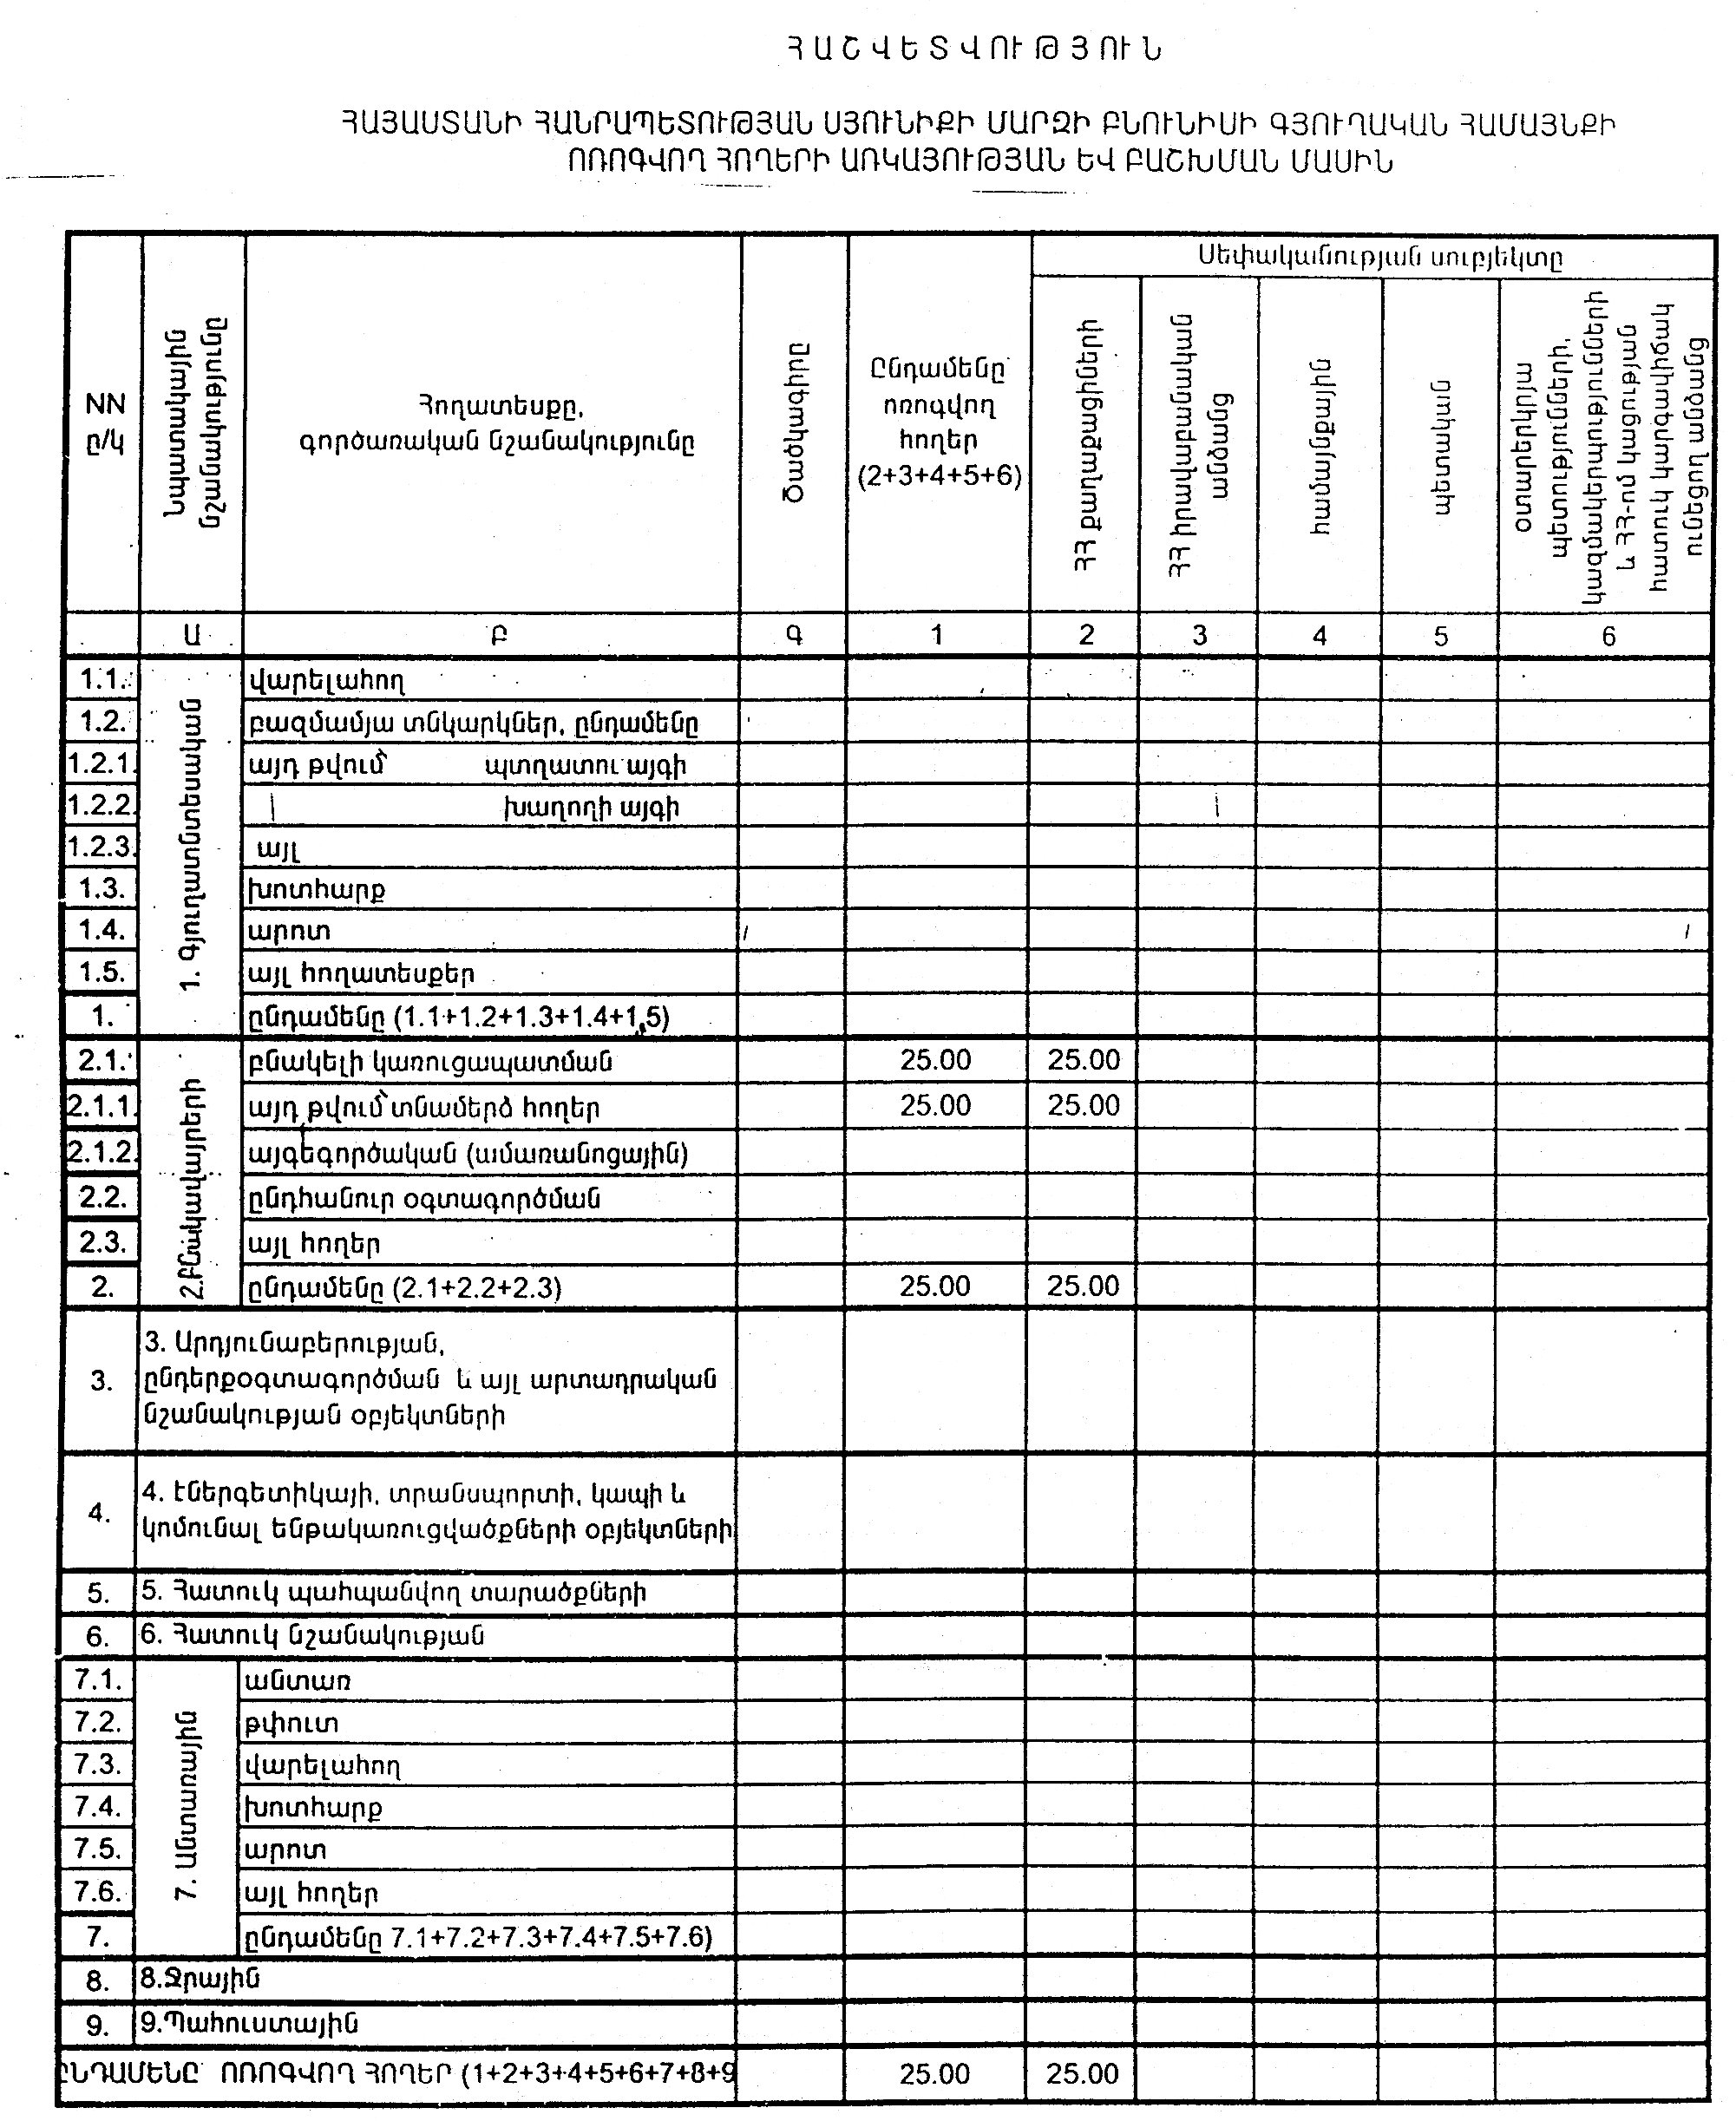 ՀԱՇՎԵՏՎՈՒԹՅՈՒՆ
ՀԱՅԱՍՏԱՆԻ ՀԱՆՐԱՊԵՏՈՒԹՅԱՆ ՍՅՈՒՆԻՔԻ ՄԱՐԶԻ ԲՆՈՒՆԻՍԻ ԳՅՈՒՂԱԿԱՆ ՀԱՄԱՅՆՔԻ
ՈՌՈԳՎՈՂ ՀՈՂԵՐԻ ԱՌԿԱՅՈՒԹՅԱՆ ԵՎ ԲԱՇԽՄԱՆ ՄԱՍԻՆ
NN
ը/կ
Նպատակային
նշանակությունը
Հողատեսքը,
գործառական նշանակությունը
Ծածկագիրը
Ընդամենը
ոռոգվող
հողեր
(2+3+4+5+6)
Սեփականության սուբյեկտը
ՀՀ քաղաքացիների
ՀՀ իրավաբանական
անձանց
համայնքային
պետական
օտարերկրյա
պետությունների,
կազմակերպությունների
և ՀՀ-ում կացության
հատուկ կարգավիճակ
ունեցող անձանց
Ա Բ Գ 1 2 3 4 5 6
1. Գյուղատնտեսական
1.1. վարելահող
1.2. բազմամյա տնկարկներ, ընդամենը
1.2.1. այդ թվում՝ պտղատու այգի
1.2.2 խաղողի այգի
1.2.3. այլ
1.3. խոտհարք
1.4. արոտ
1.5. այլ հողատեսքեր
1. ընդամենը (1.1+1.2+1.3+1.4+1.5)
2.Բնակավայրերի
2.1. բնակելի կառուցապատման 25.00 25.00
2.1.1. այդ թվում՝ տնամերձ հողեր 25.00 25.00
2.1.2 այգեգործական (ամառանոցային)
2.2. ընդհանուր օգտագործման
2.3. այլ հողեր
2. ընդամենը (2.1+2.2+2.3) 25.00 25.00
3. 3. Արդյունաբերության,
ընդերքօգտագործման և այլ արտադրական
նշանակության օբյեկտների
4. 4. էներգետիկայի, տրանսպորտի, կապի և
կոմունալ ենթակառուցվածքների օբյեկտների
5. 5. Հատուկ պահպանվող տարածքների
6. 6. Հատուկ նշանակության
7. Անտառային
7.1. անտառ
7.2. թփուտ
7.3. վարելահող
7.4. խոտհարք
7.5. արոտ
7.6. այլ հողեր
7. ընդամենը 7.1+7.2+7.3+7.4+7.5+7.6)
8. 8.Ջրային
9. 9.Պահուստային
ԸՆԴԱՄԵՆԸ ՈՌՈԳՎՈՂ ՀՈՂԵՐ (1+2+3+4+5+6+7+8+9 25.00 25.00